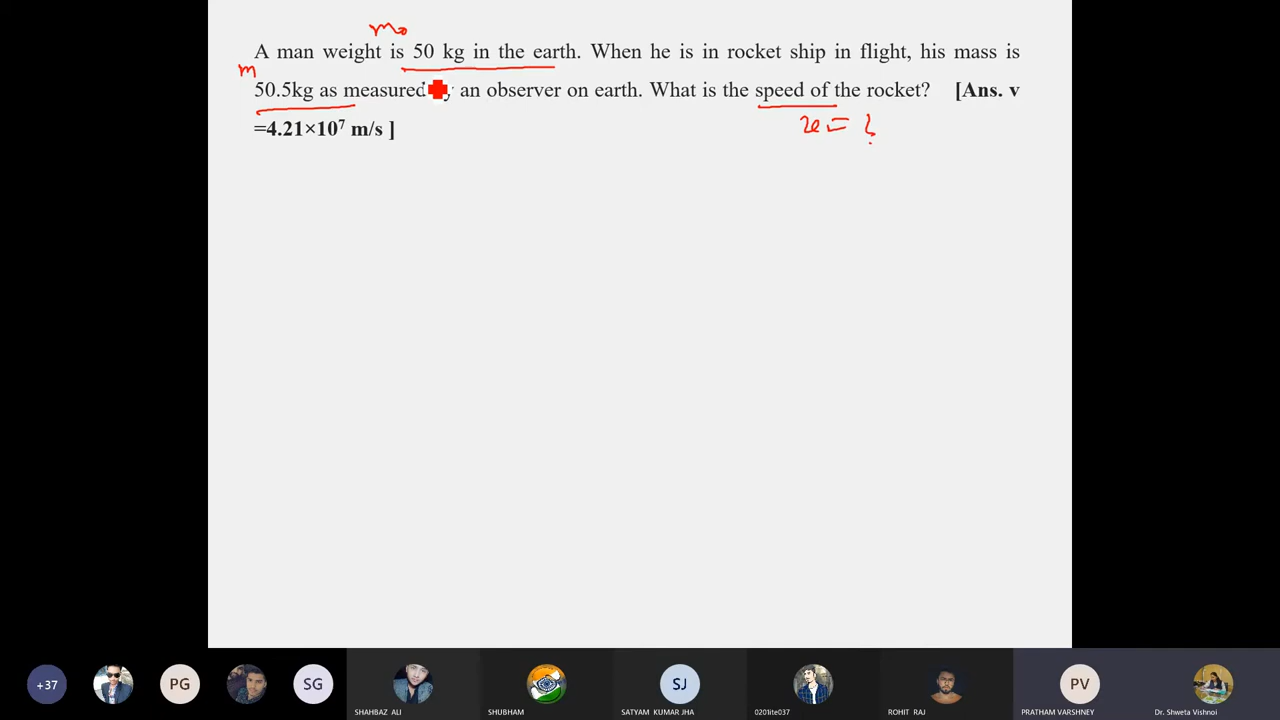 m₀
A man weight is 50 kg in the earth. When he is in rocket ship in flight, his mass is
m
50.5kg as measured by an observer on earth. What is the speed of the rocket? [Ans. v
=4.21×10⁷ m/s ]
v = ?
+37
PG
SG
SJ
PV
SHAHBAZ ALI
SHUBHAM
SATYAM KUMAR JHA
ROHIT RAJ
PRATHAM VARSHNEY
Dr. Shweta Vishnoi